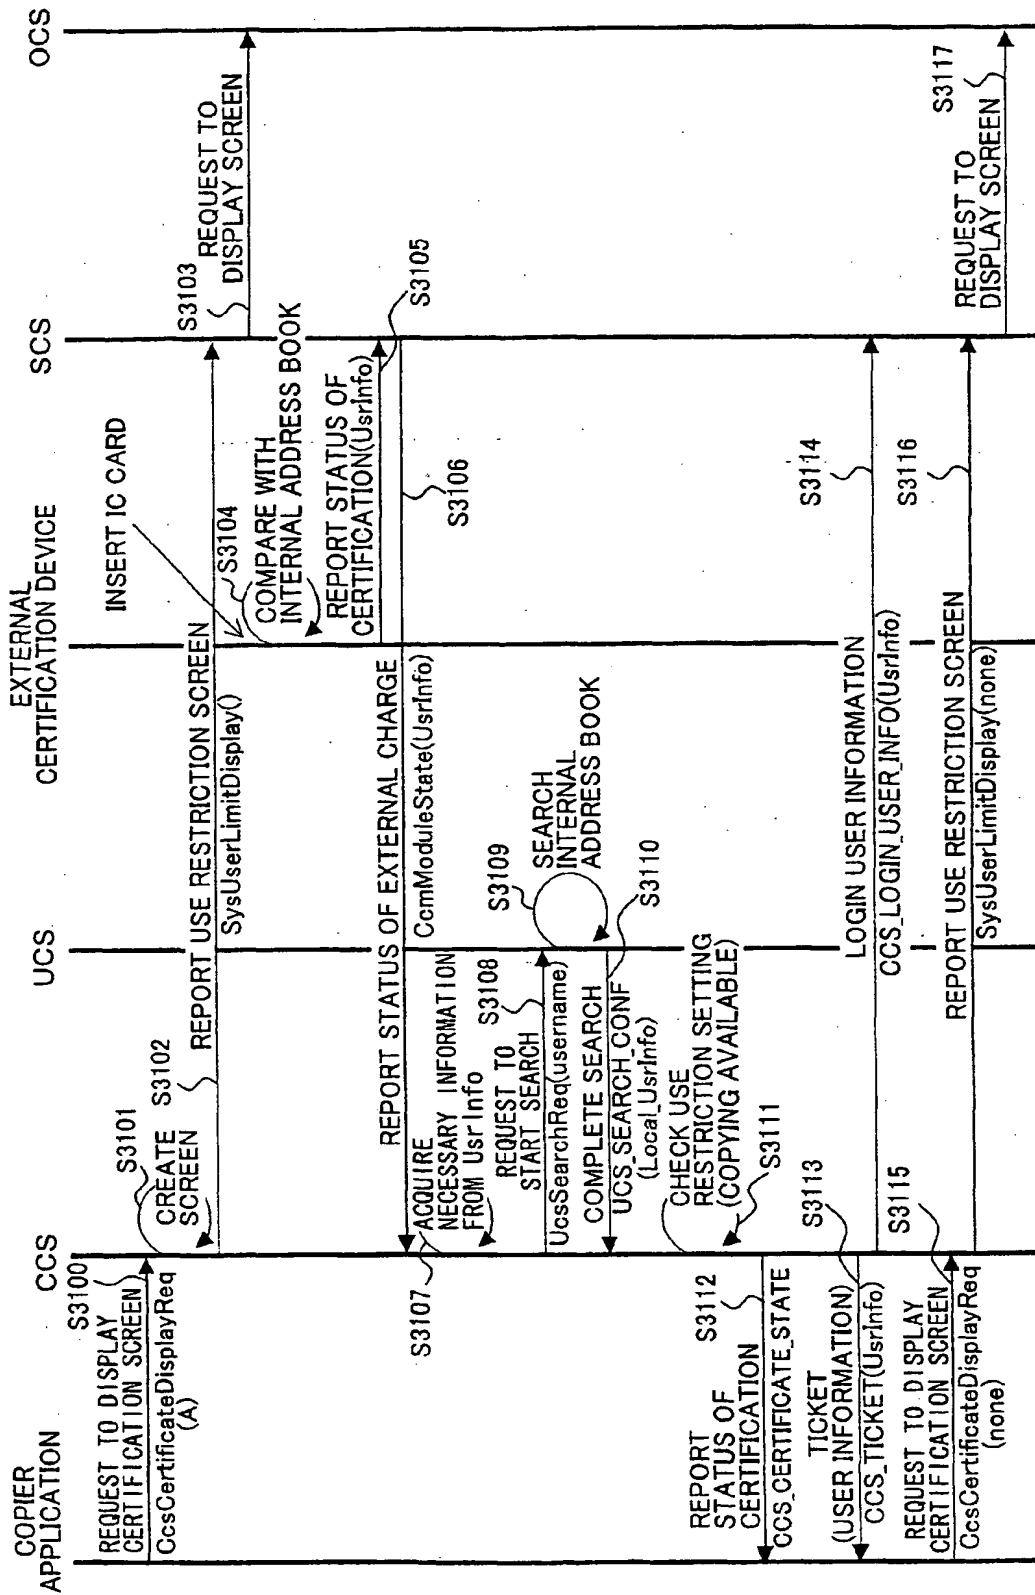 COPIER
APPLICATION
CCS
UCS
EXTERNAL
CERTIFICATION DEVICE
SCS
OCS
S3100
REQUEST TO DISPLAY
CERTIFICATION SCREEN
CcsCertificateDisplayReq
(A)
S3101
CREATE
SCREEN
S3102
REPORT USE RESTRICTION SCREEN
SysUserLimitDisplay()
S3103
REQUEST TO
DISPLAY SCREEN
INSERT IC CARD
S3104
COMPARE WITH
INTERNAL ADDRESS BOOK
REPORT STATUS OF
CERTIFICATION(UsrInfo)
S3105
S3106
REPORT STATUS OF EXTERNAL CHARGE
CcmModuleState(UsrInfo)
S3107
ACQUIRE
NECESSARY INFORMATION
FROM UsrInfo
S3108
REQUEST TO
START SEARCH
UcsSearchReq(username)
S3109
SEARCH
INTERNAL
ADDRESS BOOK
S3110
COMPLETE SEARCH
UCS_SEARCH_CONF
(Local_UsrInfo)
CHECK USE
RESTRICTION SETTING
(COPYING AVAILABLE)
S3111
S3112
REPORT
STATUS OF
CERTIFICATION
CCS_CERTIFICATE_STATE
S3113
TICKET
(USER INFORMATION)
CCS_TICKET(UsrInfo)
S3114
LOGIN USER INFORMATION
CCS_LOGIN_USER_INFO(UsrInfo)
S3115
REQUEST TO DISPLAY
CERTIFICATION SCREEN
CcsCertificateDisplayReq
(none)
S3116
REPORT USE RESTRICTION SCREEN
SysUserLimitDisplay(none)
S3117
REQUEST TO
DISPLAY SCREEN